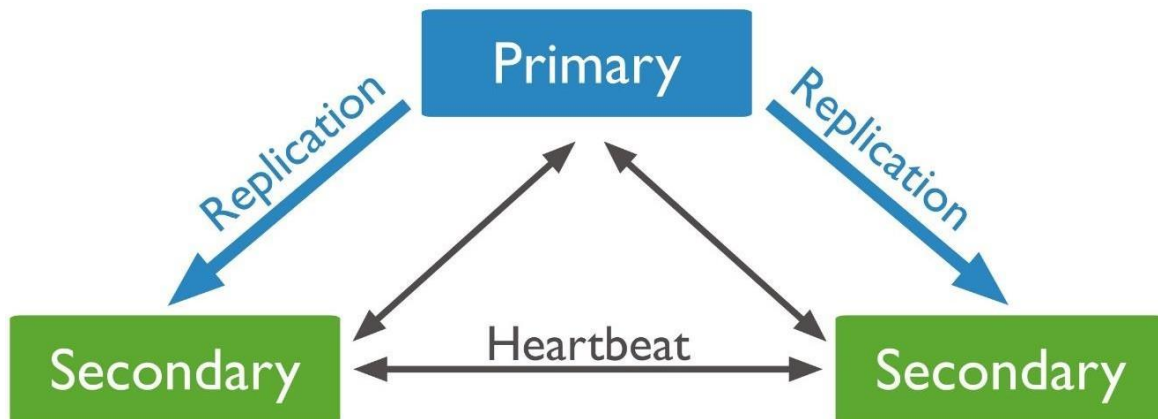 Primary
Replication
Replication
Secondary
Heartbeat
Secondary